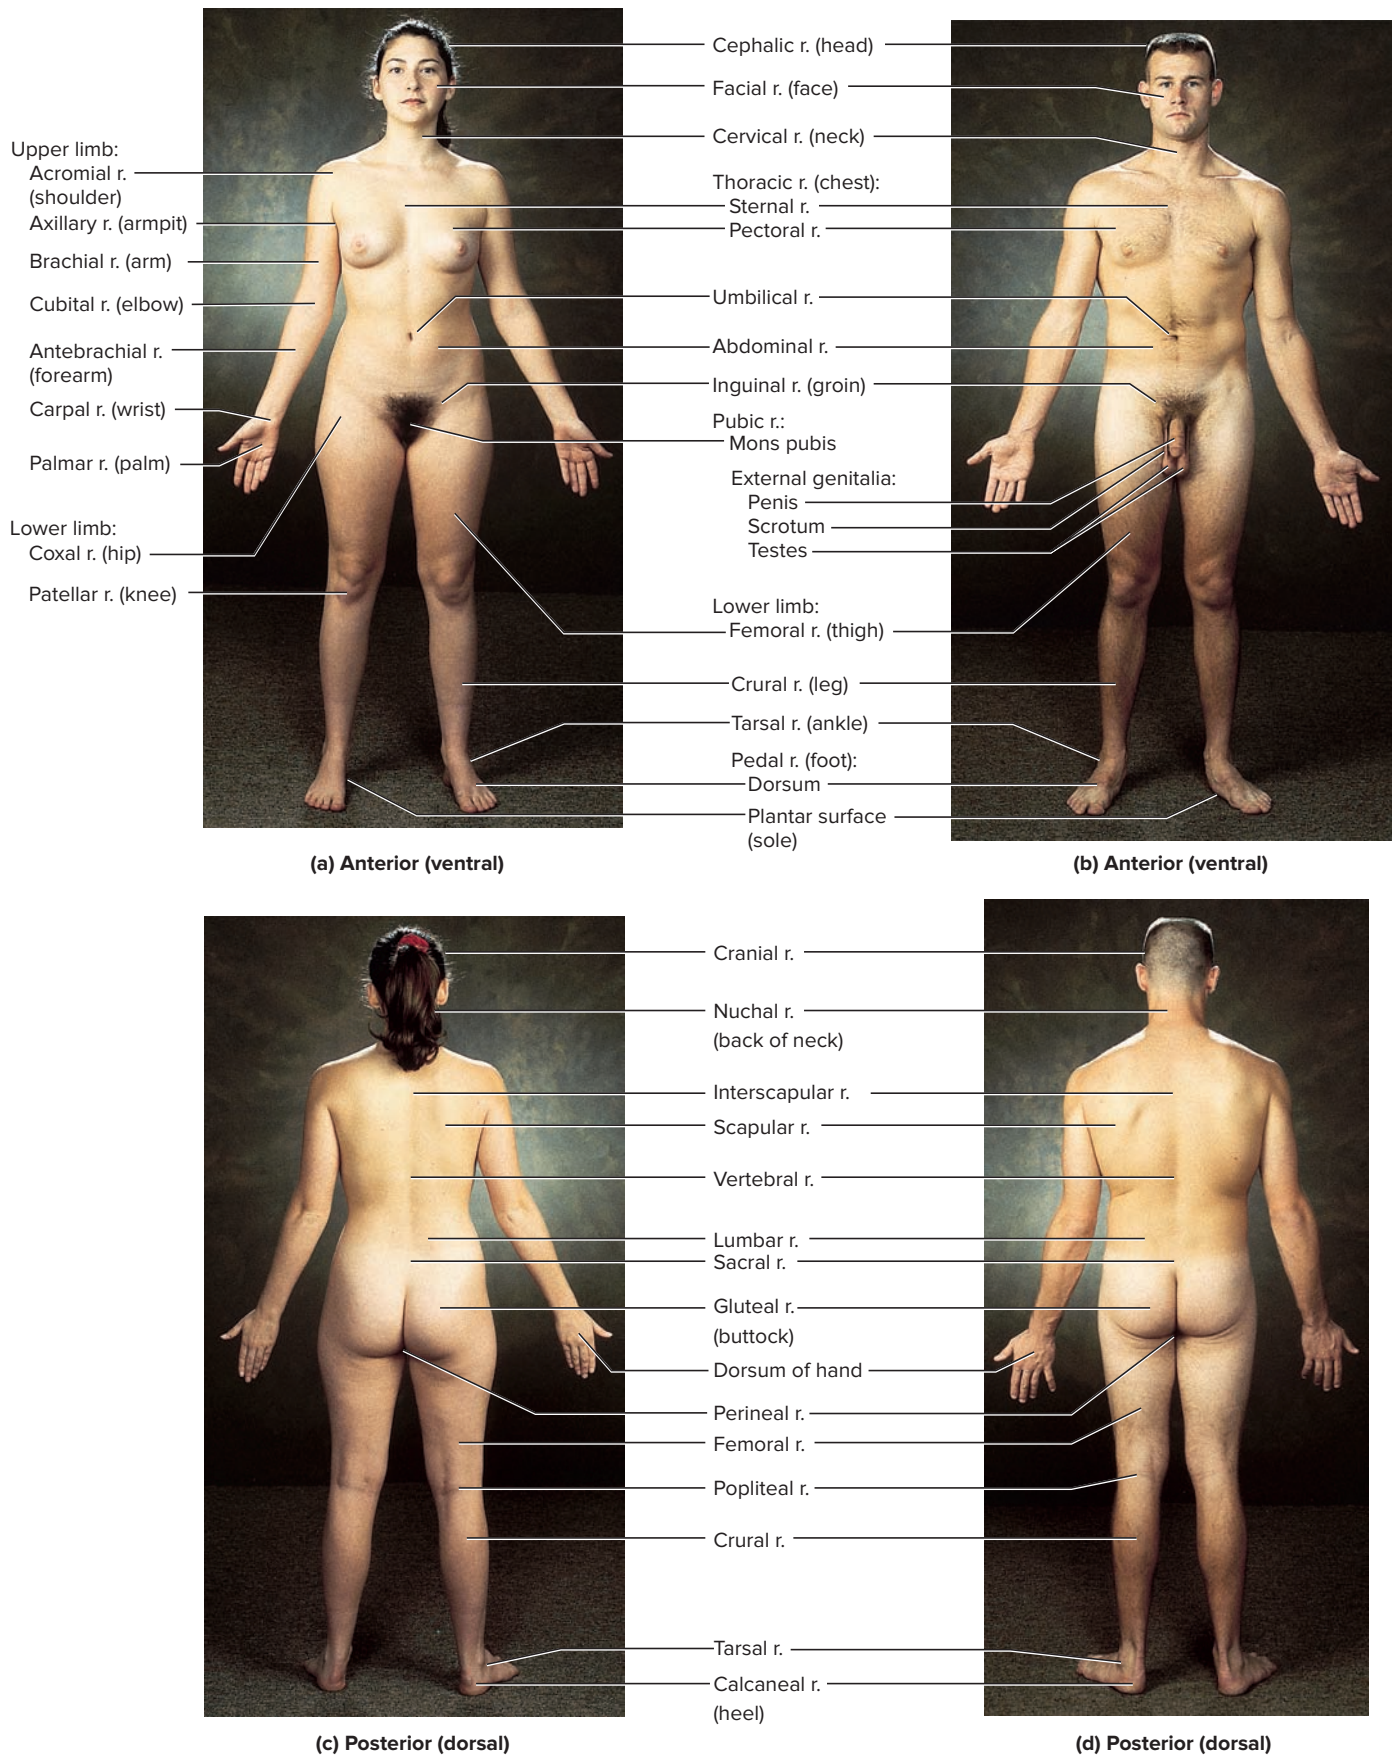 Cephalic r. (head)
Facial r. (face)
Cervical r. (neck)
Upper limb:
Acromial r.
(shoulder)
Axillary r. (armpit)
Brachial r. (arm)
Cubital r. (elbow)
Antebrachial r.
(forearm)
Carpal r. (wrist)
Palmar r. (palm)
Lower limb:
Coxal r. (hip)
Patellar r. (knee)
Thoracic r. (chest):
Sternal r.
Pectoral r.
Umbilical r.
Abdominal r.
Inguinal r. (groin)
Pubic r.:
Mons pubis
External genitalia:
Penis
Scrotum
Testes
Lower limb:
Femoral r. (thigh)
Crural r. (leg)
Tarsal r. (ankle)
Pedal r. (foot):
Dorsum
Plantar surface
(sole)
(a) Anterior (ventral)
(b) Anterior (ventral)
Cranial r.
Nuchal r.
(back of neck)
Interscapular r.
Scapular r.
Vertebral r.
Lumbar r.
Sacral r.
Gluteal r.
(buttock)
Dorsum of hand
Perineal r.
Femoral r.
Popliteal r.
Crural r.
Tarsal r.
Calcaneal r.
(heel)
(c) Posterior (dorsal)
(d) Posterior (dorsal)